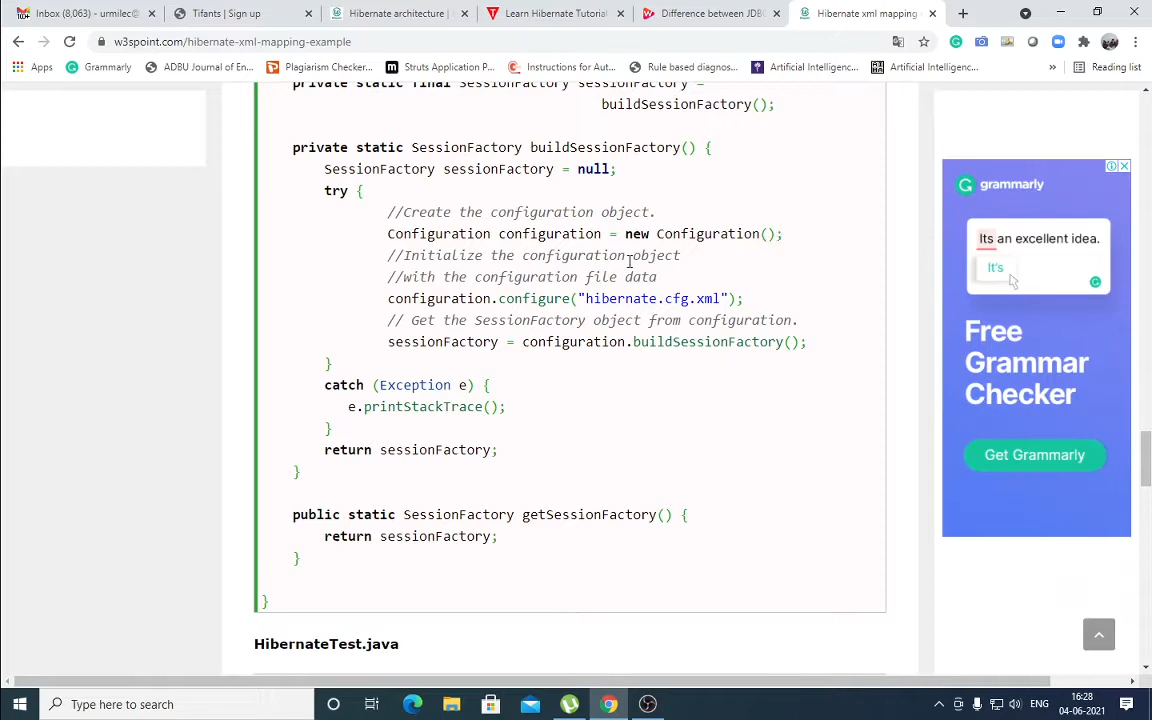 Inbox (8,063) - urmilec@
Tifants | Sign up
Hibernate architecture |
Learn Hibernate Tutoria
Difference between JDBC
Hibernate xml mapping
w3spoint.com/hibernate-xml-mapping-example
Apps
Grammarly
ADBU Journal of En...
Plagiarism Checker...
Struts Application P...
Instructions for Aut...
Rule based diagnos...
Artificial Intelligenc...
Artificial Intelligenc...
»
Reading list
private static final SessionFactory sessionFactory =
buildSessionFactory();
private static SessionFactory buildSessionFactory() {
SessionFactory sessionFactory = null;
try {
//Create the configuration object.
Configuration configuration = new Configuration();
//Initialize the configuration object
//with the configuration file data
configuration.configure("hibernate.cfg.xml");
// Get the SessionFactory object from configuration.
sessionFactory = configuration.buildSessionFactory();
}
catch (Exception e) {
e.printStackTrace();
}
return sessionFactory;
}
public static SessionFactory getSessionFactory() {
return sessionFactory;
}
}
HibernateTest.java
grammarly
Its an excellent idea.
It's
Free
Grammar
Checker
Get Grammarly
Type here to search
ENG
16:28
04-06-2021